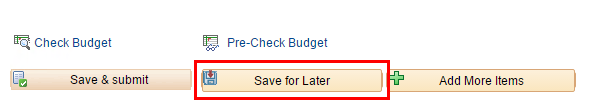 Check Budget Pre-Check Budget
Save & submit Save for Later Add More Items